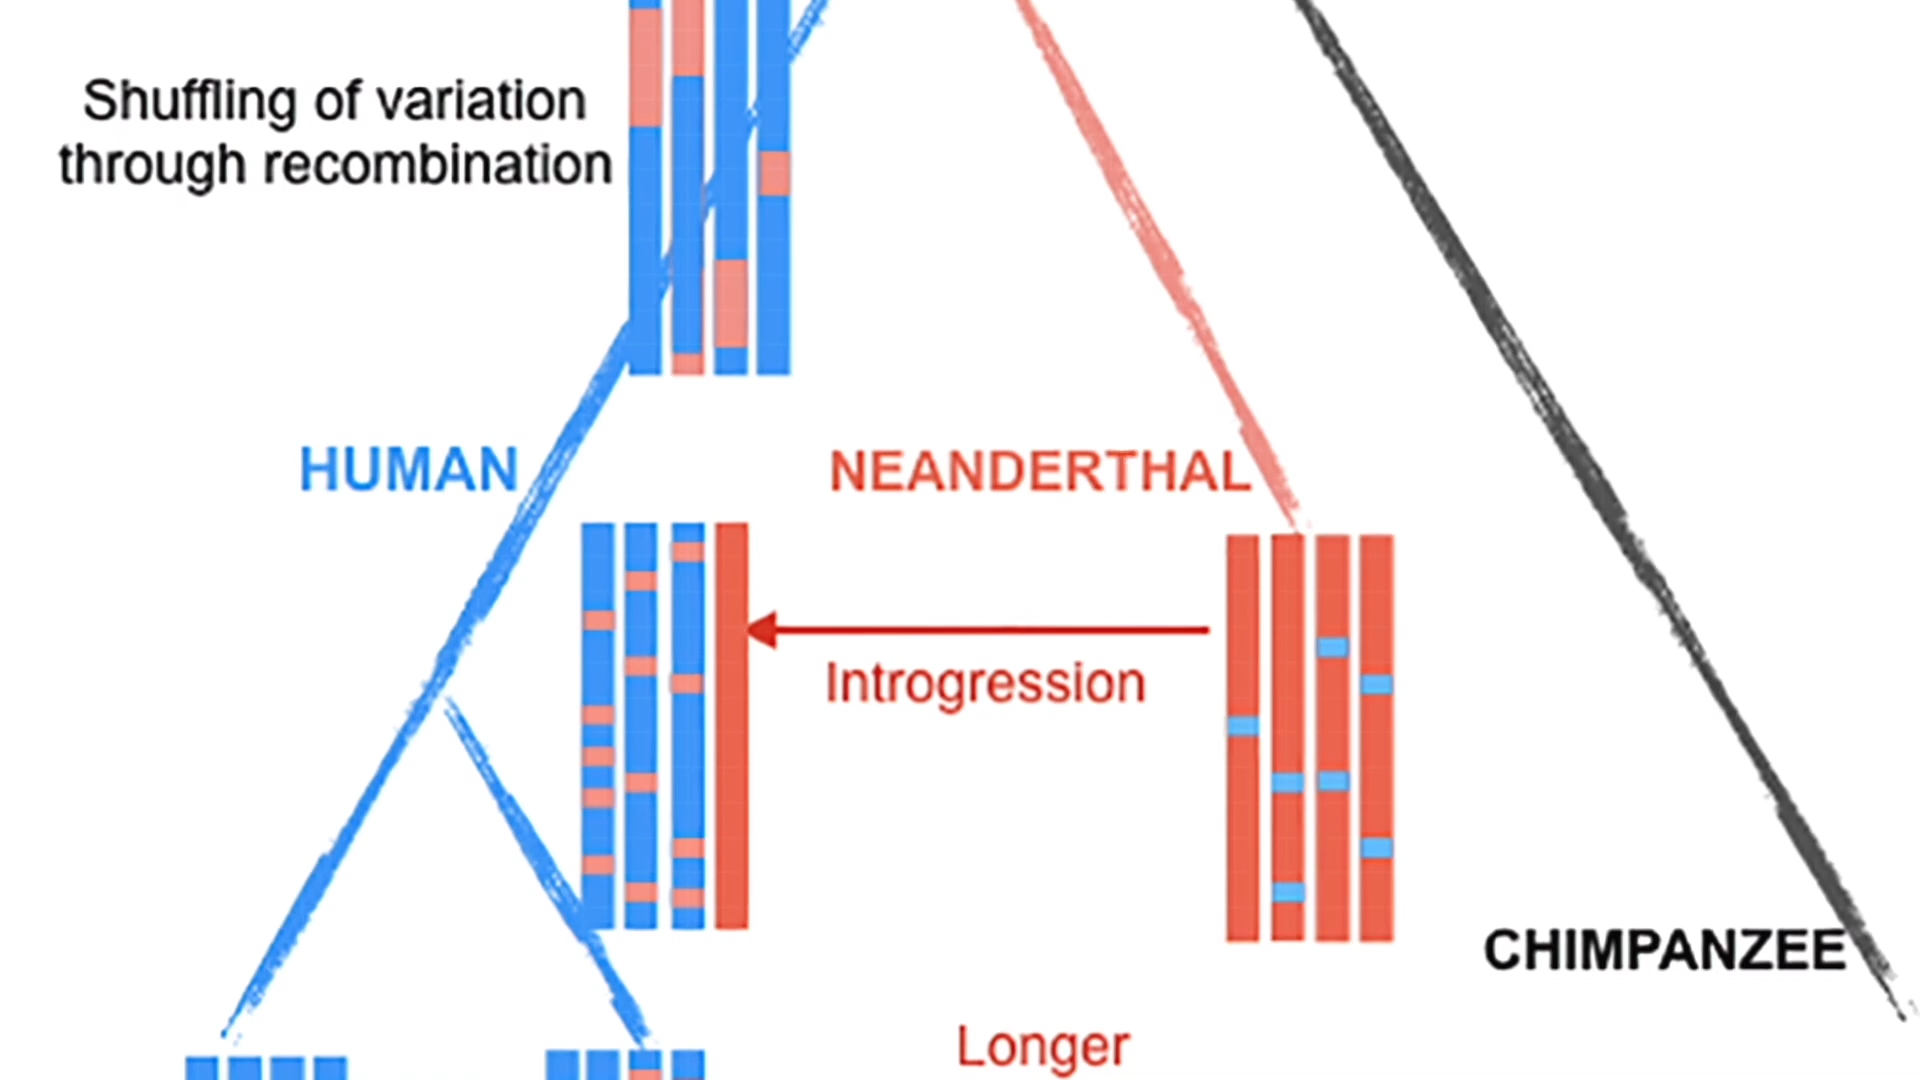 Shuffling of variation
through recombination
HUMAN
NEANDERTHAL
Introgression
CHIMPANZEE
Longer